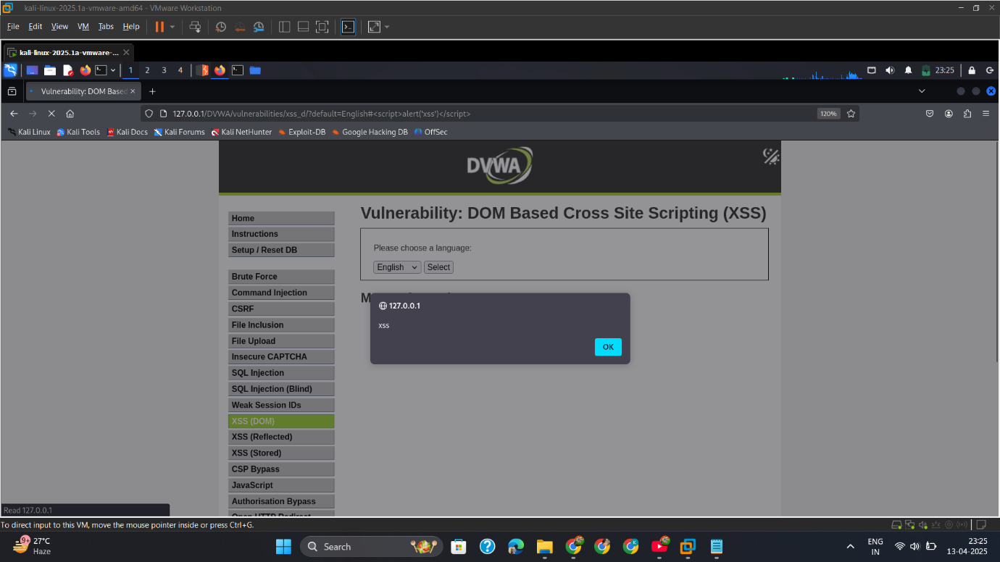 kali-linux-2025.1a-vmware-amd64 - VMware Workstation
File Edit View VM Tabs Help
kali-linux-2025.1a-vmware-...
1 2 3 4 23:25
Vulnerability: DOM Based
127.0.0.1/DVWA/vulnerabilities/xss_d/?default=English#<script>alert('xss')</script> 120%
Kali Linux Kali Tools Kali Docs Kali Forums Kali NetHunter Exploit-DB Google Hacking DB OffSec
DVWA
Vulnerability: DOM Based Cross Site Scripting (XSS)
Please choose a language:
English Select
127.0.0.1
xss
OK
Home
Instructions
Setup / Reset DB
Brute Force
Command Injection
CSRF
File Inclusion
File Upload
Insecure CAPTCHA
SQL Injection
SQL Injection (Blind)
Weak Session IDs
XSS (DOM)
XSS (Reflected)
XSS (Stored)
CSP Bypass
JavaScript
Authorisation Bypass
Open HTTP Redirect
Read 127.0.0.1
To direct input to this VM, move the mouse pointer inside or press Ctrl+G.
9+ 27°C
Haze
Search
ENG
IN
23:25
13-04-2025